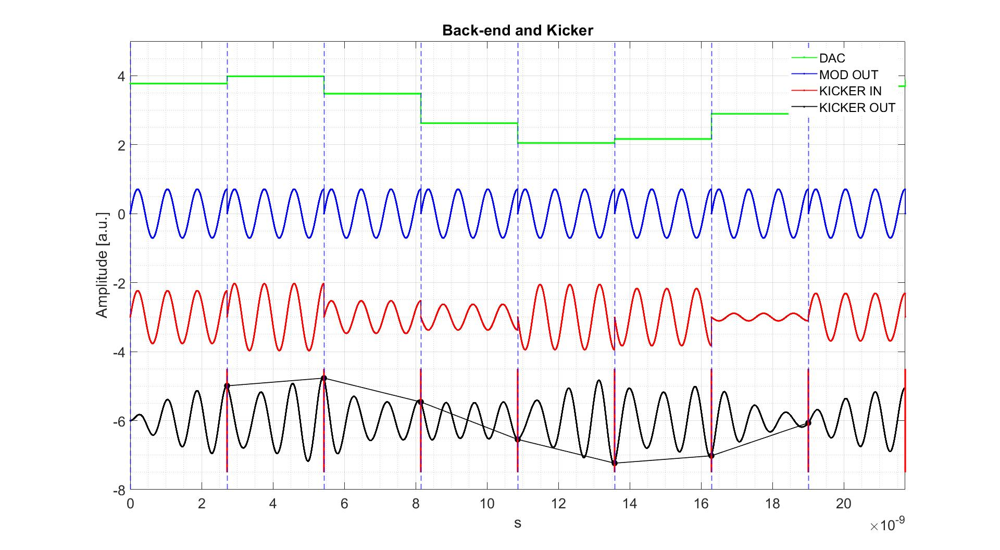 Back-end and Kicker
DAC
MOD OUT
KICKER IN
KICKER OUT
Amplitude [a.u.]
4
2
0
-2
-4
-6
-8
0 2 4 6 8 10 12 14 16 18 20
s
×10-9